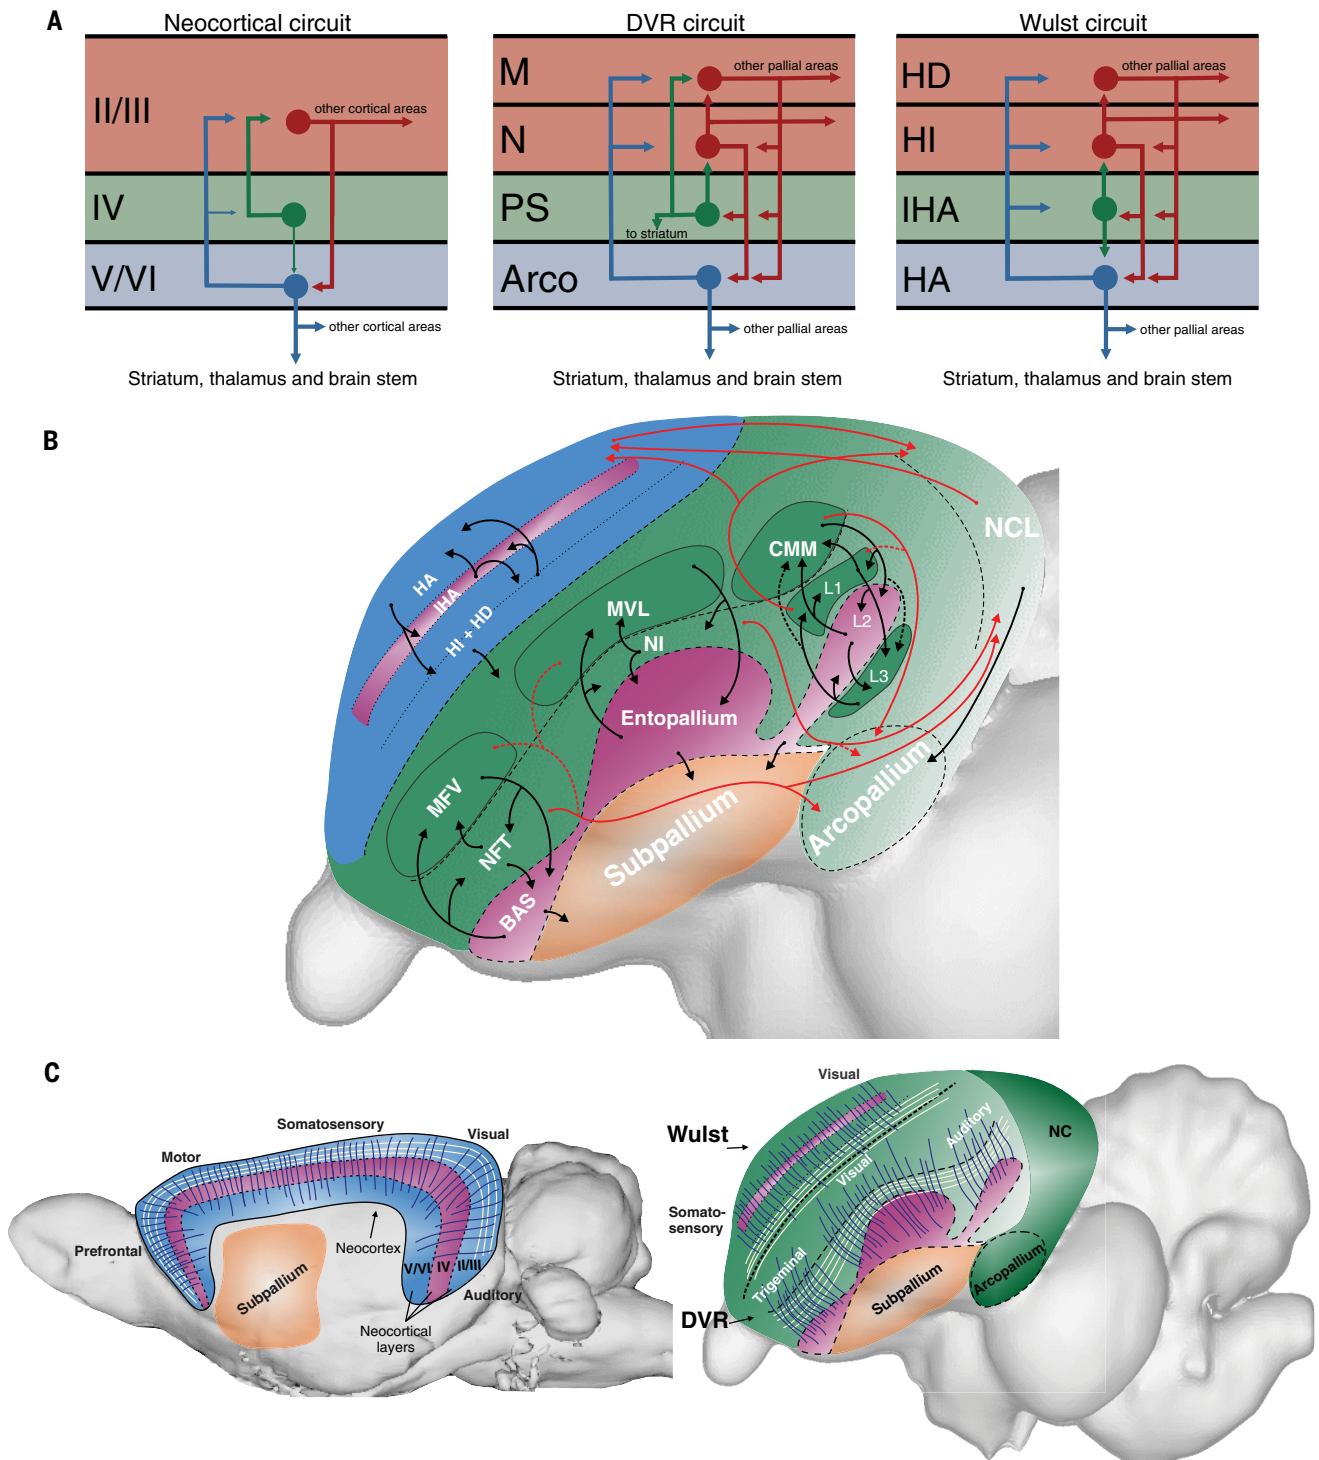 A
Neocortical circuit
II/III
IV
V/VI
other cortical areas
other cortical areas
Striatum, thalamus and brain stem
DVR circuit
M
N
PS
Arco
other pallial areas
to striatum
other pallial areas
Striatum, thalamus and brain stem
Wulst circuit
HD
HI
IHA
HA
other pallial areas
other pallial areas
Striatum, thalamus and brain stem
B
HA
IHA
HI + HD
CMM
L1
L2
L3
NCL
MVL
NI
Entopallium
MFV
NFT
BAS
Subpallium
Arcopallium
C
Somatosensory
Visual
Motor
Prefrontal
Neocortex
Subpallium
V/VI
IV
II/III
Auditory
Neocortical
layers
Visual
Wulst
Somato-
sensory
Visual
Auditory
NC
Trigeminal
DVR
Subpallium
Arcopallium